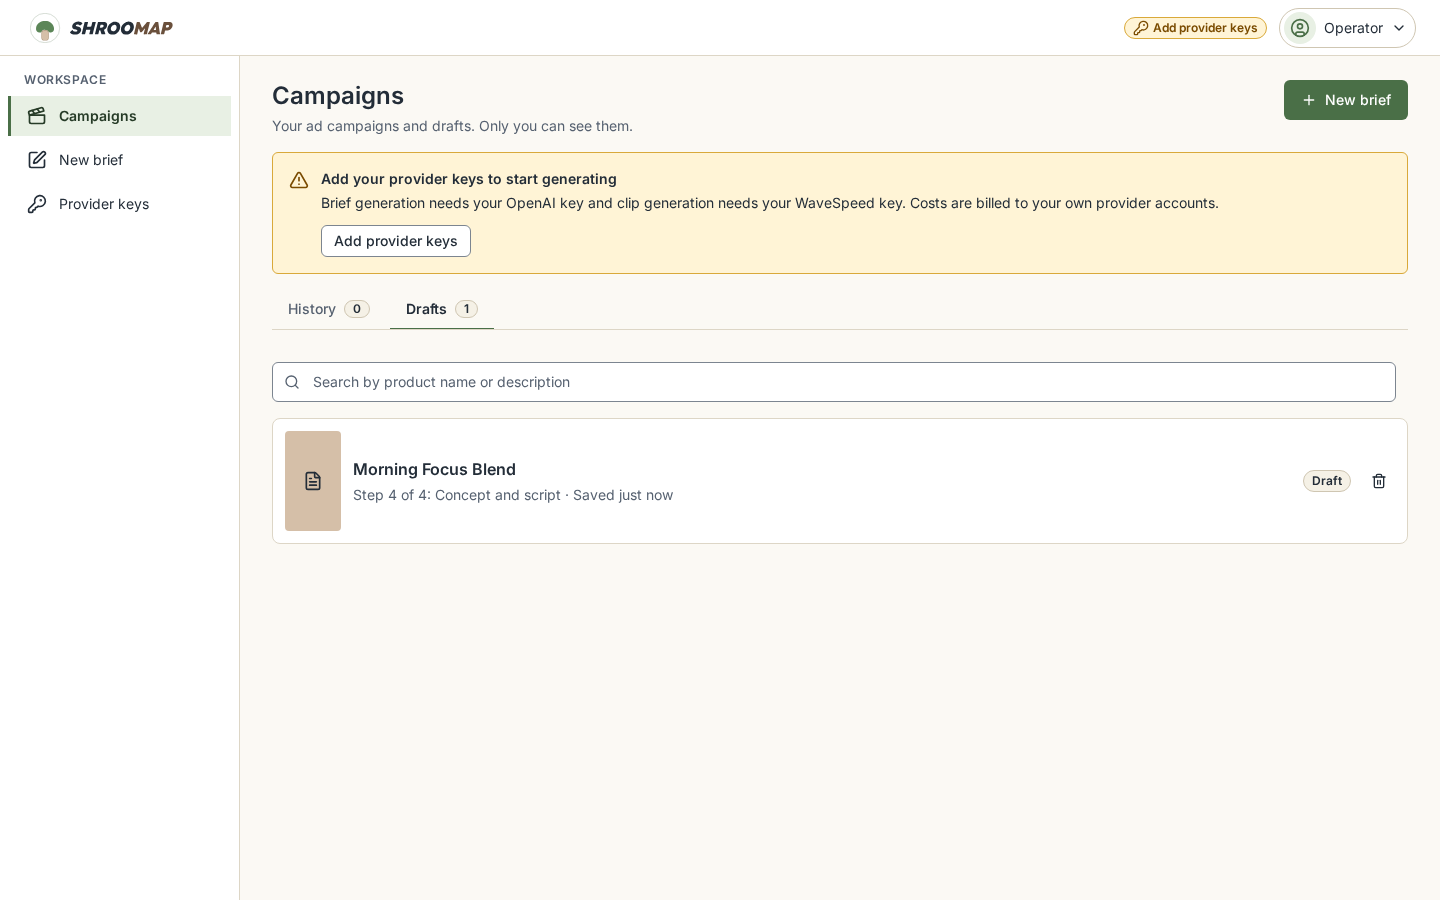 SHROOMAP
Add provider keys
Operator
WORKSPACE
Campaigns
New brief
Provider keys
Campaigns
Your ad campaigns and drafts. Only you can see them.
New brief
Add your provider keys to start generating
Brief generation needs your OpenAI key and clip generation needs your WaveSpeed key. Costs are billed to your own provider accounts.
Add provider keys
History 0
Drafts 1
Search by product name or description
Morning Focus Blend
Step 4 of 4: Concept and script · Saved just now
Draft